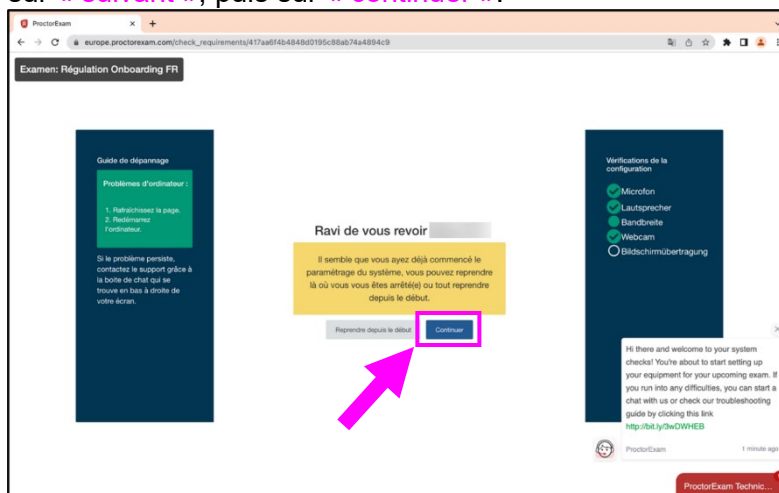 sur « suivant », puis sur « continuer ».
ProctorExam
europe.proctorexam.com/check_requirements/417aa6f4b4848d0195c88ab74a4894c9
Examen: Régulation Onboarding FR
Guide de dépannage
Problèmes d'ordinateur :
1. Rafraîchissez la page.
2. Redémarrez
l'ordinateur.
Si le problème persiste,
contactez le support grâce à
la boite de chat qui se
trouve en bas à droite de
votre écran.
Ravi de vous revoir
Il semble que vous ayez déjà commencé le
paramétrage du système, vous pouvez reprendre
là où vous vous êtes arrêté(e) ou tout reprendre
depuis le début.
Reprendre depuis le début
Continuer
Vérifications de la
configuration
Microfon
Lautsprecher
Bandbreite
Webcam
Bildschirmübertragung
Hi there and welcome to your system
checks! You're about to start setting up
your equipment for your upcoming exam. If
you run into any difficulties, you can start a
chat with us or check our troubleshooting
guide by clicking this link
http://bit.ly/3wDWHEB
ProctorExam 1 minute ago
ProctorExam Technic...